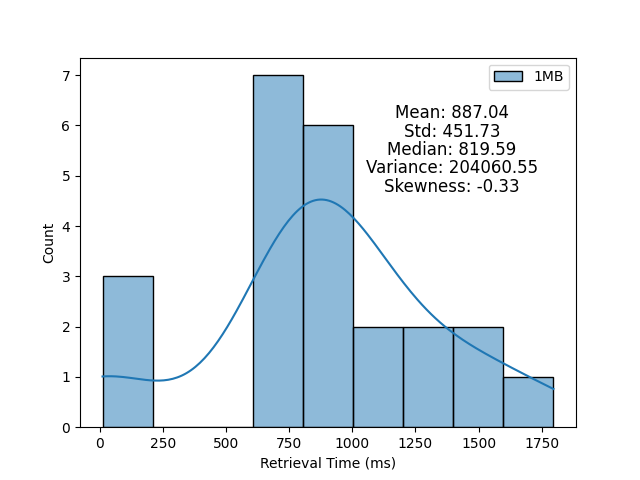 1MB
Mean: 887.04
Std: 451.73
Median: 819.59
Variance: 204060.55
Skewness: -0.33
7
6
5
4
3
2
1
0
Count
0 250 500 750 1000 1250 1500 1750
Retrieval Time (ms)